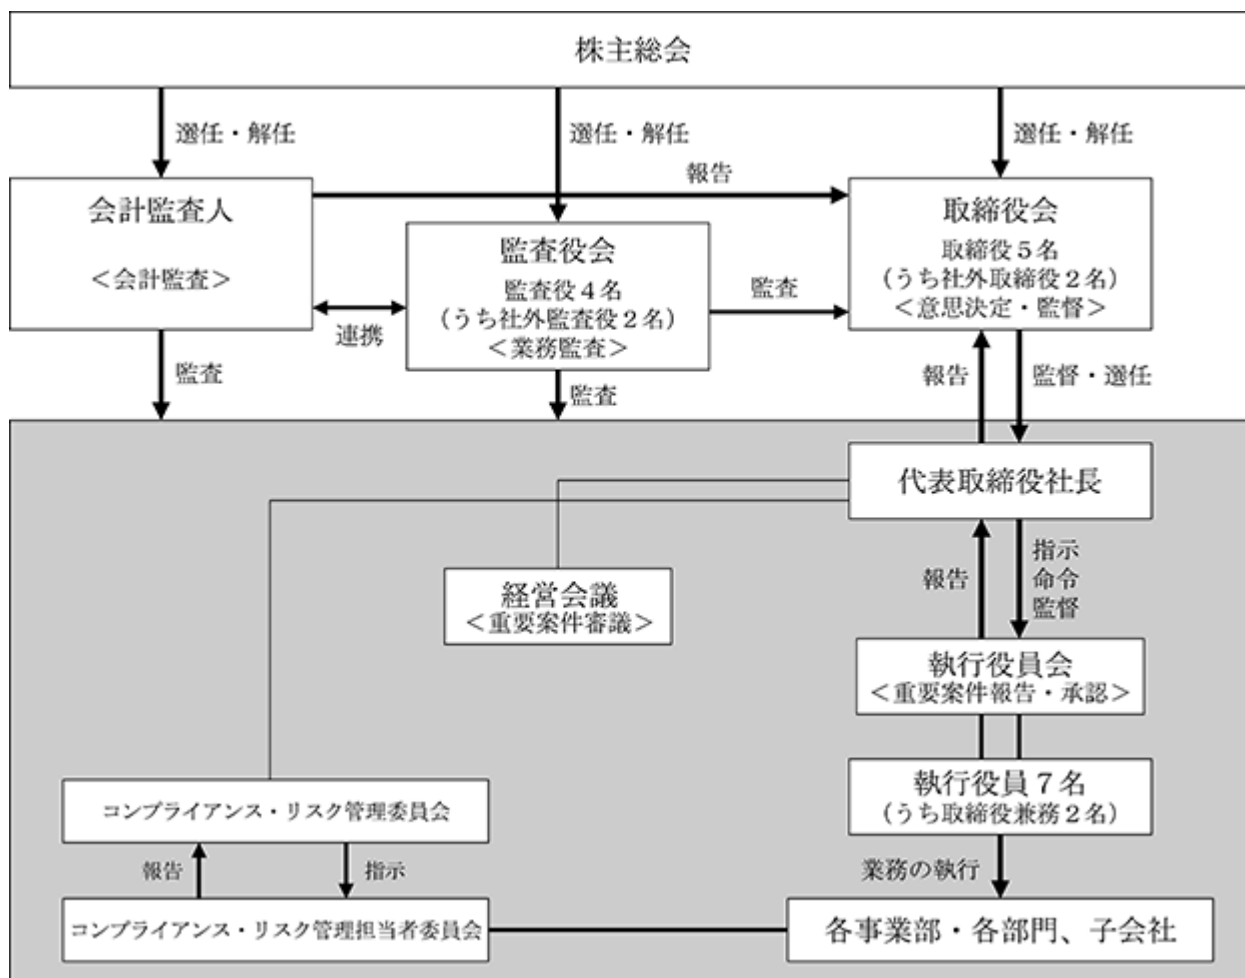 株主総会
選任・解任
選任・解任
選任・解任
報告
会計監査人
＜会計監査＞
監査役会
監査役４名
（うち社外監査役２名）
＜業務監査＞
取締役会
取締役５名
（うち社外取締役２名）
＜意思決定・監督＞
連携
監査
監査
監査
報告
監督・選任
代表取締役社長
経営会議
＜重要案件審議＞
報告
指示
命令
監督
執行役員会
＜重要案件報告・承認＞
執行役員７名
（うち取締役兼務２名）
業務の執行
コンプライアンス・リスク管理委員会
報告
指示
コンプライアンス・リスク管理担当者委員会
各事業部・各部門、子会社